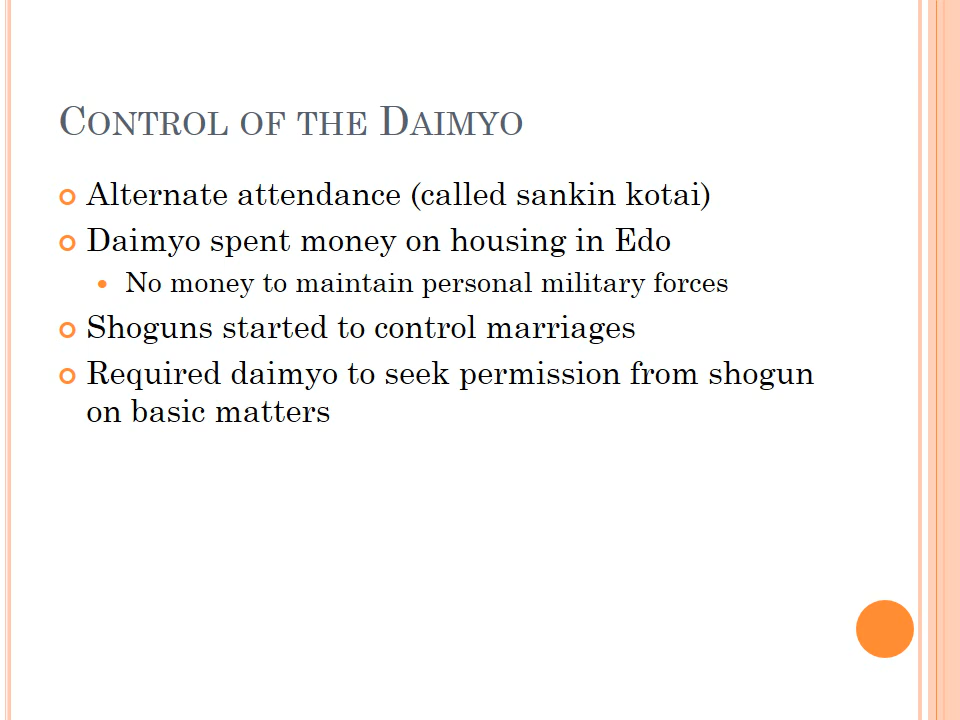 Control of the Daimyo
Alternate attendance (called sankin kotai)
Daimyo spent money on housing in Edo
No money to maintain personal military forces
Shoguns started to control marriages
Required daimyo to seek permission from shogun
on basic matters